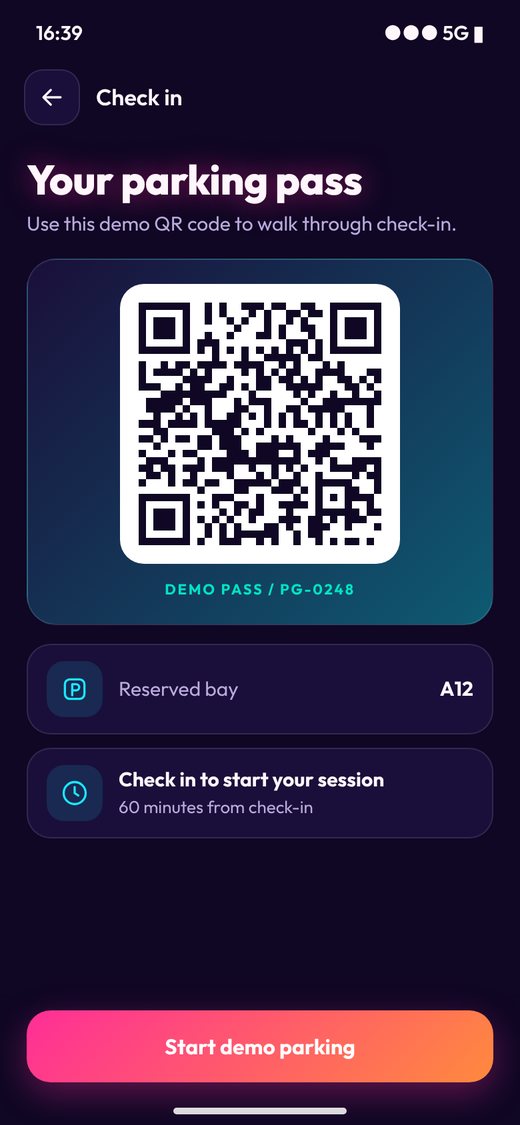 16:39
5G
Check in
Your parking pass
Use this demo QR code to walk through check-in.
DEMO PASS / PG-0248
P
Reserved bay
A12
Check in to start your session
60 minutes from check-in
Start demo parking